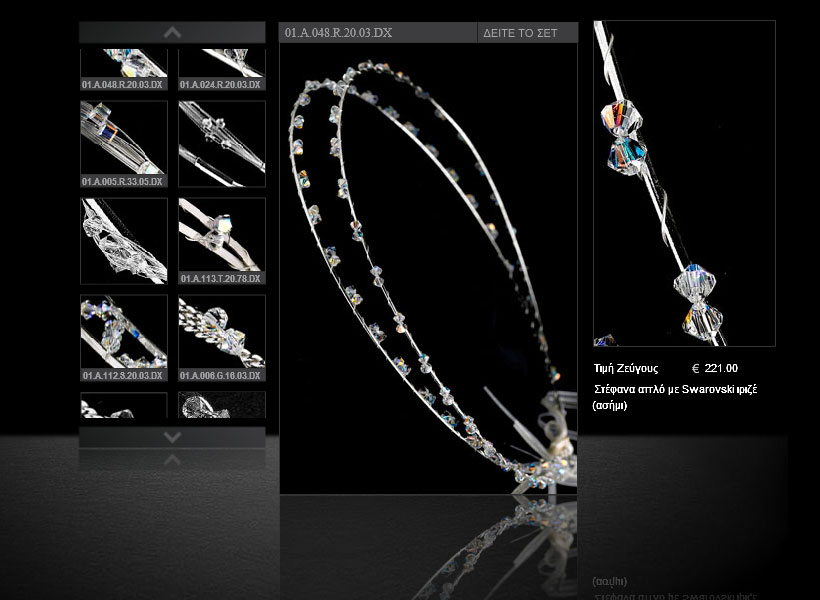 01.A.048.R.20.03.DX
ΔΕΙΤΕ ΤΟ ΣΕΤ
01.A.048.R.20.03.DX
01.A.024.R.20.03.DX
01.A.005.R.33.05.DX
01.A.113.T.20.78.DX
01.A.112.S.20.03.DX
01.A.006.G.16.03.DX
Τιμή Ζεύγους € 221.00
Στέφανα απλό με Swarovski ιριζέ
(ασήμι)